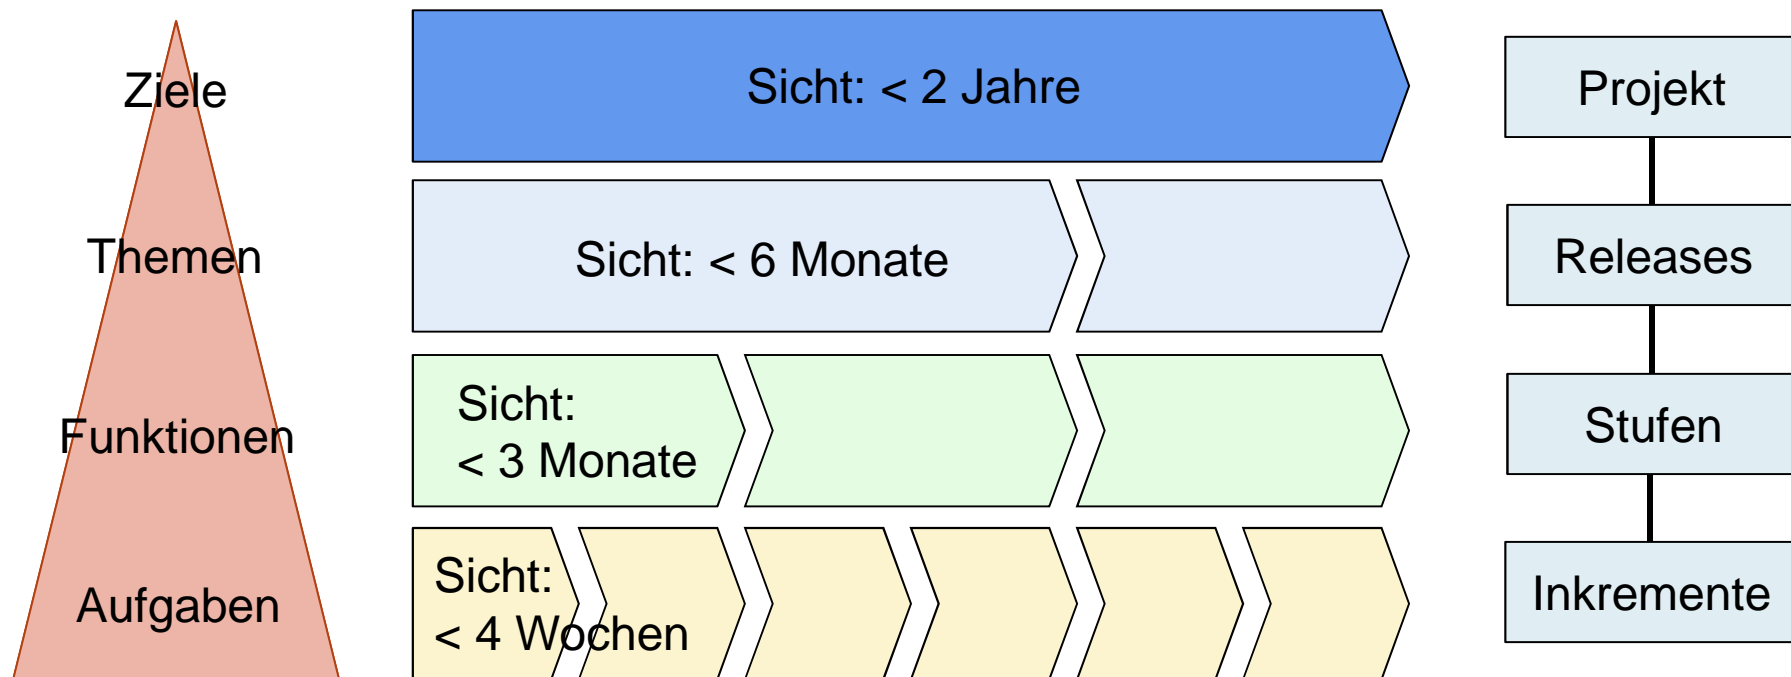 Ziele
Sicht: < 2 Jahre
Projekt
Themen
Sicht: < 6 Monate
Releases
Funktionen
Sicht:
< 3 Monate
Stufen
Aufgaben
Sicht:
< 4 Wochen
Inkremente